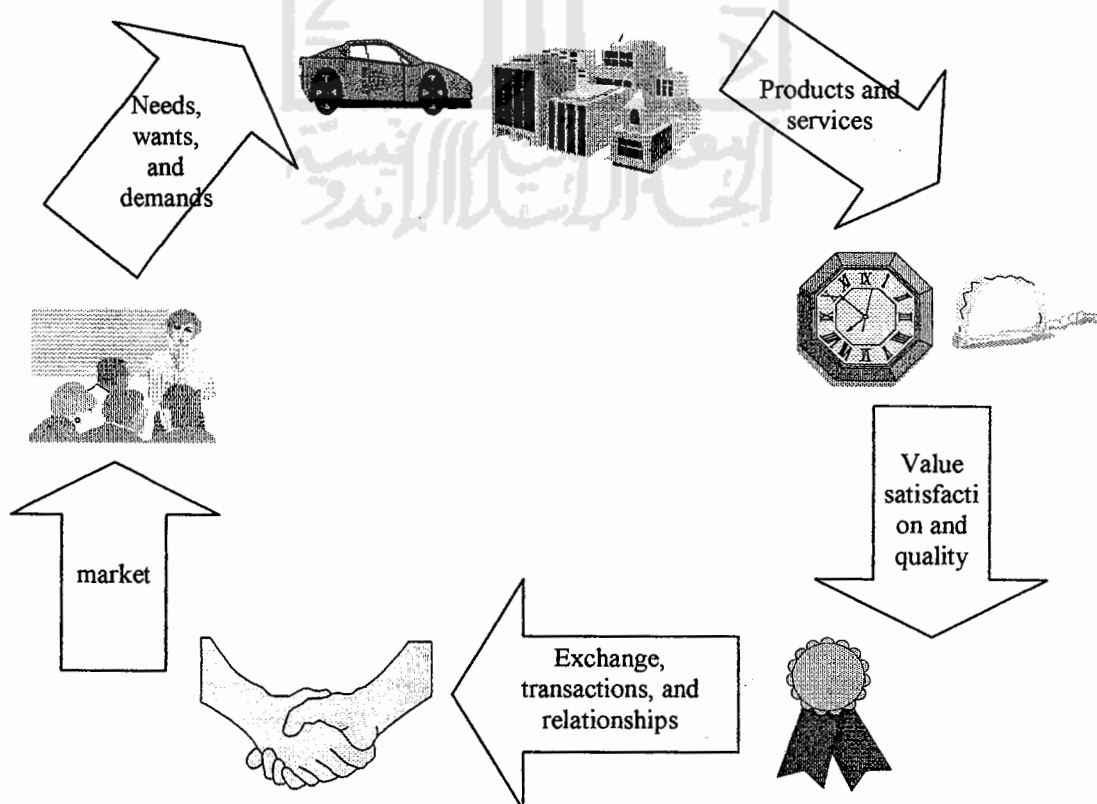 Needs,
wants,
and
demands
Products and
services
Value
satisfacti
on and
quality
Exchange,
transactions, and
relationships
market